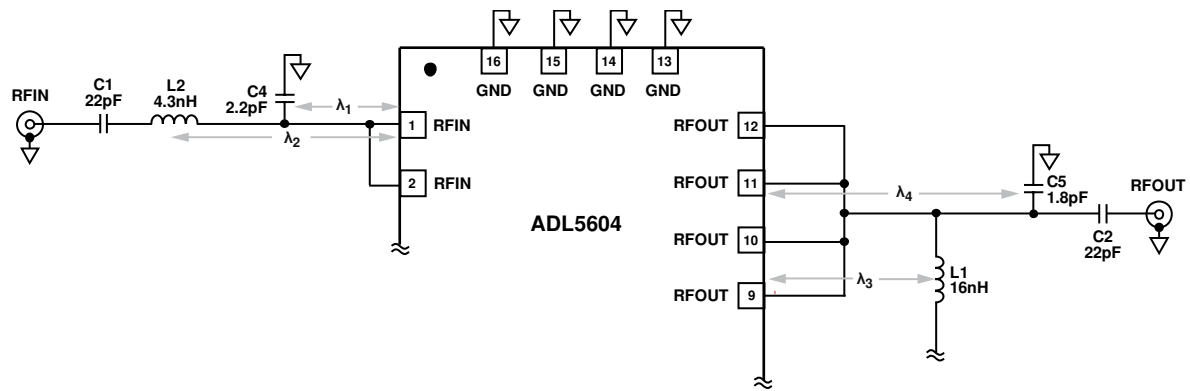 RFIN
C1
22pF
L2
4.3nH
C4
2.2pF
λ1
λ2
16
15
14
13
GND
GND
GND
GND
1
RFIN
2
RFIN
ADL5604
RFOUT
12
RFOUT
11
RFOUT
10
RFOUT
9
λ4
λ3
L1
16nH
C5
1.8pF
C2
22pF
RFOUT